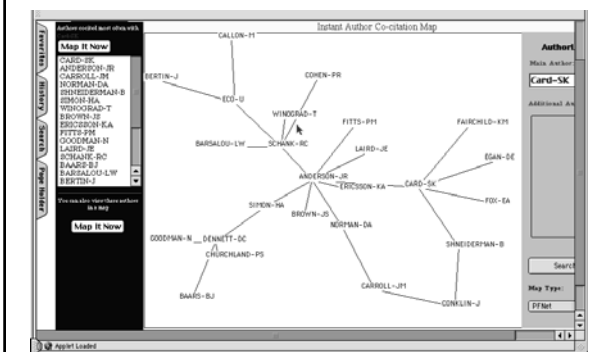 Instant Author Co-citation Map
Favorites
History
Search
Page Holder
Authors cocited most often with
Card-SK
Map It Now
CARD-SK
ANDERSON-JR
CARROLL-JM
NORMAN-DA
SHNEIDERMAN-B
SIMON-HA
WINOGRAD-T
BROWN-JS
ERICSSON-KA
FITTS-PM
GOODMAN-N
LAIRD-JE
SCHANK-RC
BAARS-BJ
BARSALOU-LW
BERTIN-J
You can also view these authors
in a map
Map It Now
CALLON-M
BERTIN-J
COHEN-PR
ECO-U
WINOGRAD-T
FITTS-PM
FAIRCHILD-KM
BARSALOU-LW
SCHANK-RC
LAIRD-JE
EGAN-DE
ANDERSON-JR
ERICSSON-KA
CARD-SK
FOX-EA
SIMON-HA
BROWN-JS
NORMAN-DA
GOODMAN-N
DENNETT-DC
CHURCHLAND-PS
SHNEIDERMAN-B
BAARS-BJ
CARROLL-JM
CONKLIN-J
Author
Main Author:
Card-SK
Additional Au
Search
Map Type:
PFNet
Applet Loaded